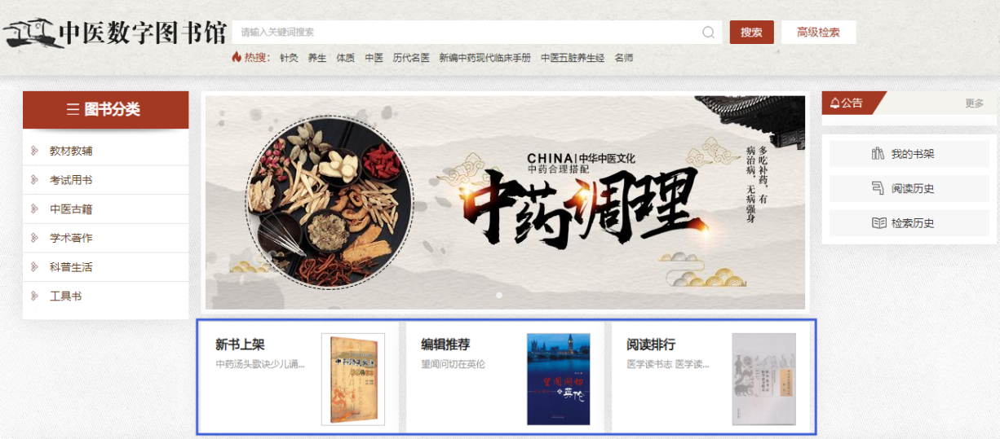 中医数字图书馆
请输入关键词搜索
搜索
高级检索
热搜：
针灸 养生 体质 中医 历代名医 新编中药现代临床手册 中医五脏养生经 名师
图书分类
教材教辅
考试用书
中医古籍
学术著作
科普生活
工具书
CHINA|中华中医文化
中药合理搭配
中药调理
多吃补药，有
病治病，无病强身
公告
更多
我的书架
阅读历史
检索历史
新书上架
中药汤头歌诀少儿诵...
编辑推荐
望闻问切在英伦
望闻问切
在英伦
阅读排行
医学读书志 医学读...